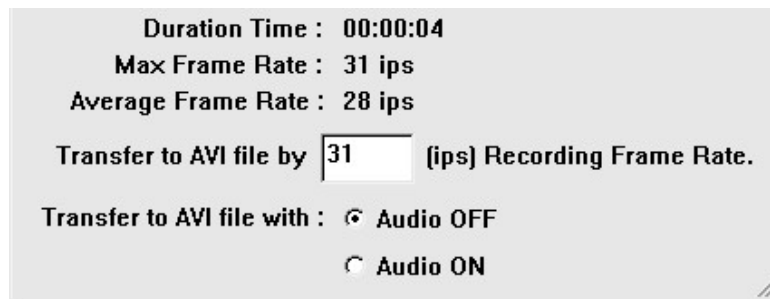 Duration Time : 00:00:04
Max Frame Rate : 31 ips
Average Frame Rate : 28 ips
Transfer to AVI file by 31 (ips) Recording Frame Rate.
Transfer to AVI file with : Audio OFF
Audio ON